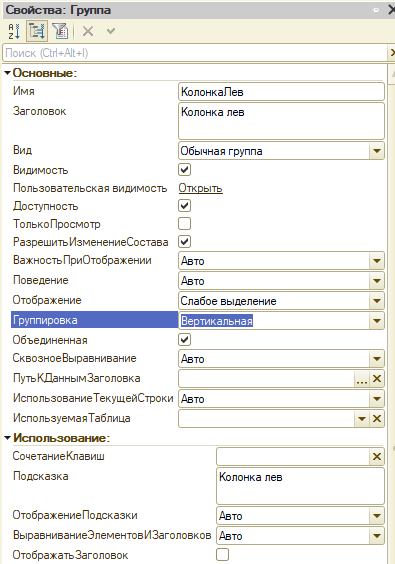 Свойства: Группа
Поиск (Ctrl+Alt+I)
Основные:
Имя КолонкаЛев
Заголовок Колонка лев
Вид Обычная группа
Видимость
Пользовательская видимость Открыть
Доступность
ТолькоПросмотр
РазрешитьИзменениеСостава
ВажностьПриОтображении Авто
Поведение Авто
Отображение Слабое выделение
Группировка Вертикальная
Объединенная
СквозноеВыравнивание Авто
ПутьКДаннымЗаголовка ...
ИспользованиеТекущейСтроки Авто
ИспользуемаяТаблица
Использование:
СочетаниеКлавиш
Подсказка Колонка лев
ОтображениеПодсказки Авто
ВыравниваниеЭлементовИЗаголовков Авто
ОтображатьЗаголовок